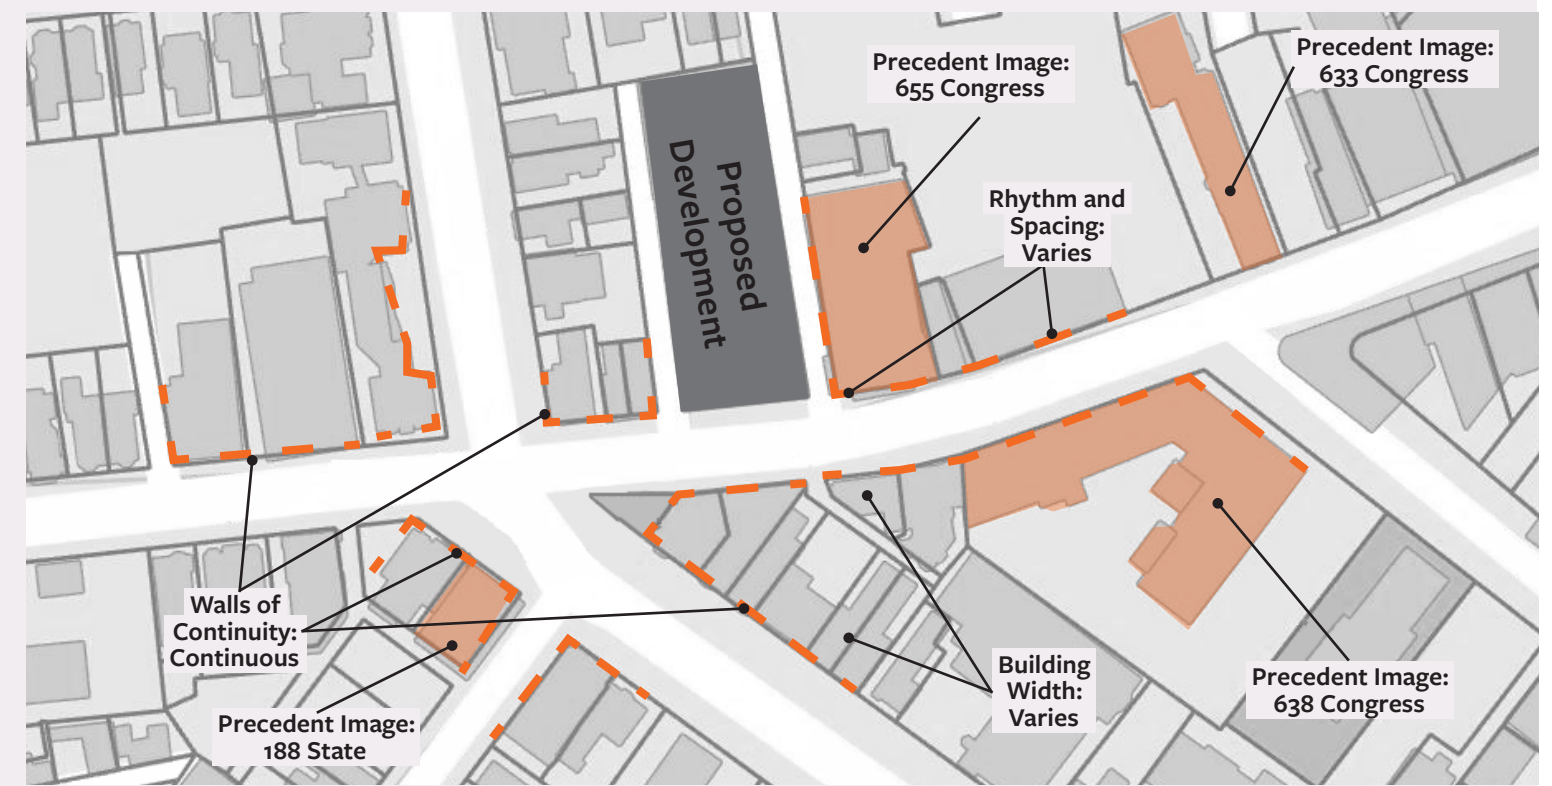 Precedent Image:
633 Congress
Precedent Image:
655 Congress
Proposed
Development
Rhythm and
Spacing:
Varies
Walls of
Continuity:
Continuous
Building
Width:
Varies
Precedent Image:
638 Congress
Precedent Image:
188 State